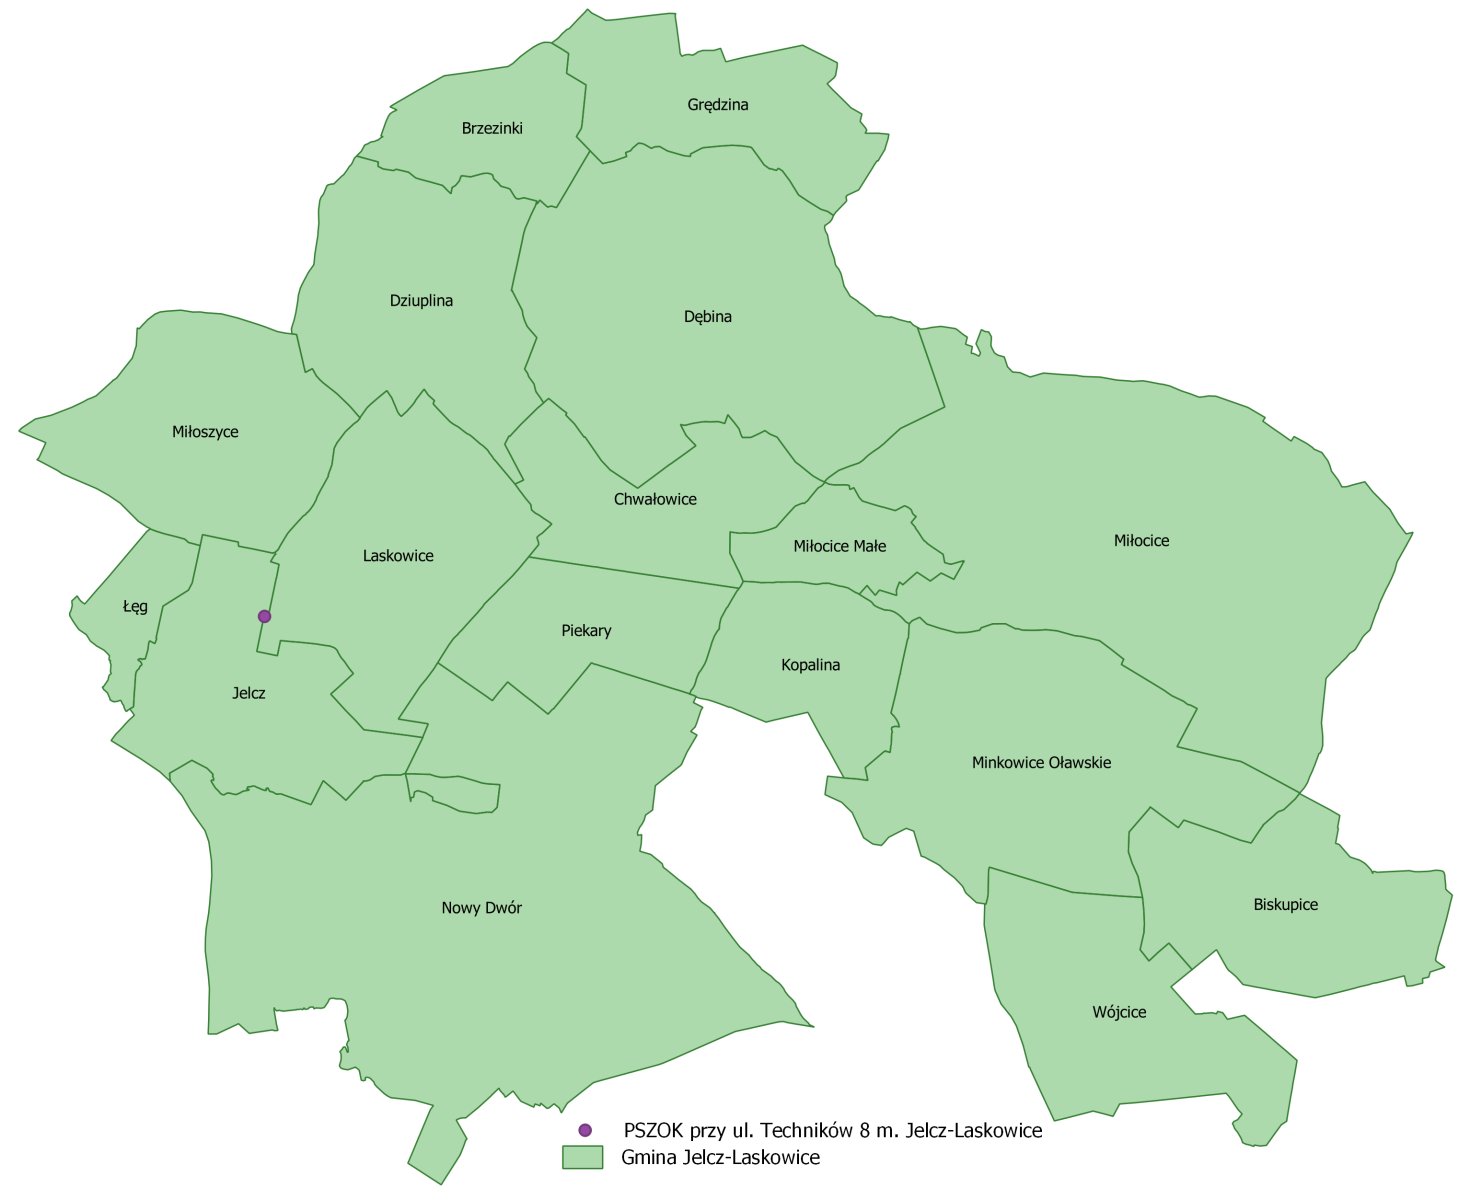 Grędzina
Brzezinki
Dziuplina
Dębina
Miłoszyce
Chwałowice
Miłocice
Miłocice Małe
Laskowice
Łęg
Piekary
Kopalina
Jelcz
Minkowice Oławskie
Biskupice
Nowy Dwór
Wójcice
PSZOK przy ul. Techników 8 m. Jelcz-Laskowice
Gmina Jelcz-Laskowice